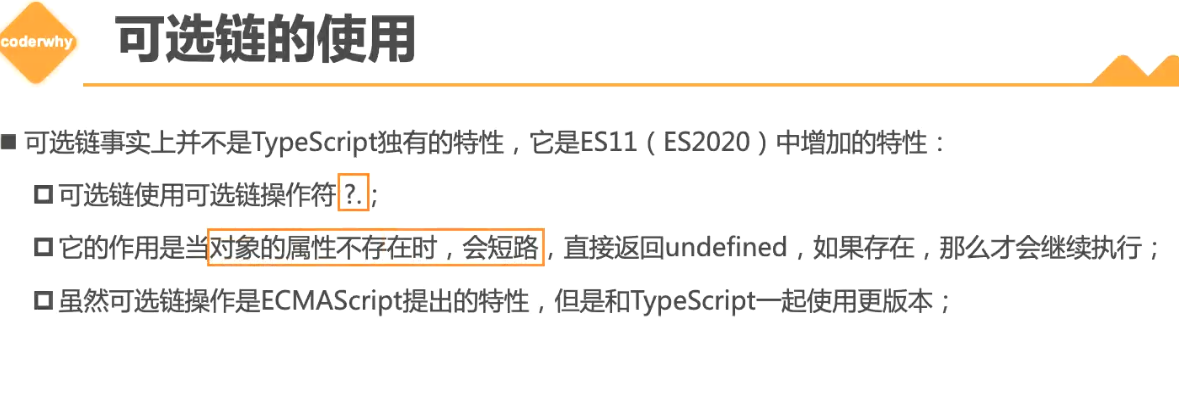 coderwhy
可选链的使用
可选链事实上并不是TypeScript独有的特性，它是ES11（ES2020）中增加的特性：
可选链使用可选链操作符?.;
它的作用是当对象的属性不存在时，会短路，直接返回undefined，如果存在，那么才会继续执行；
虽然可选链操作是ECMAScript提出的特性，但是和TypeScript一起使用更版本；